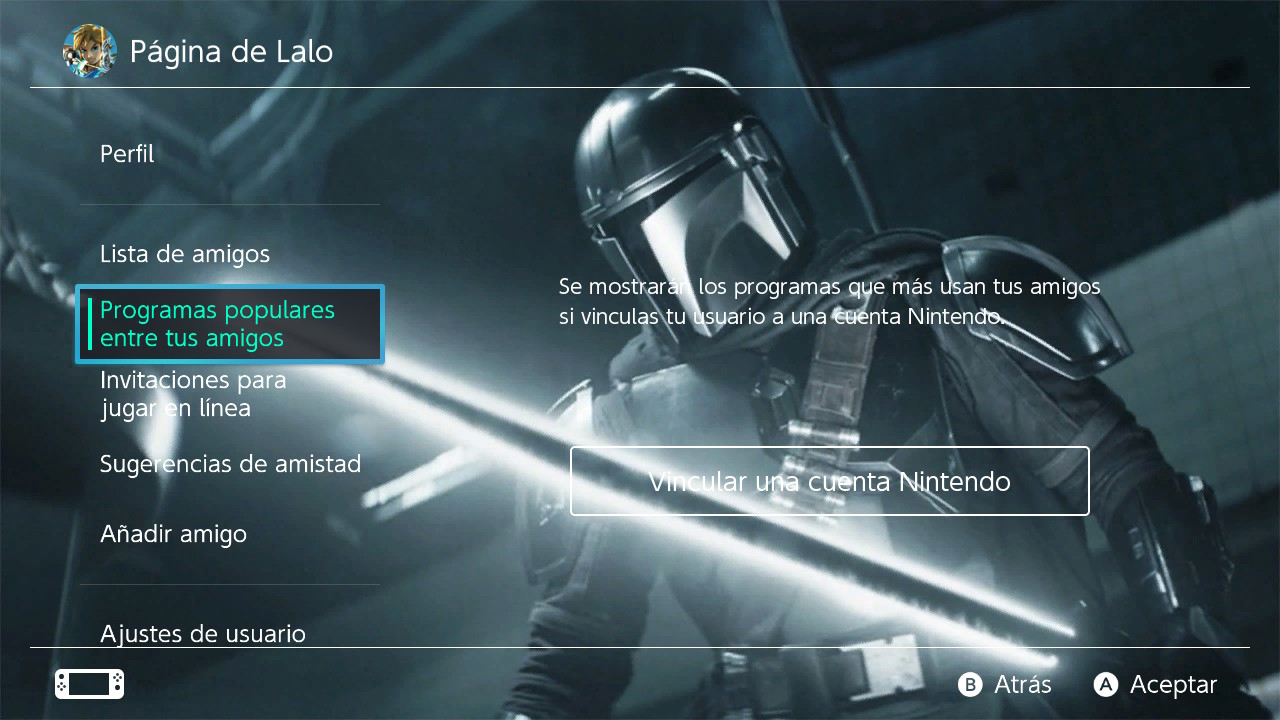 Página de Lalo
Perfil
Lista de amigos
Programas populares
entre tus amigos
Invitaciones para
jugar en línea
Sugerencias de amistad
Añadir amigo
Ajustes de usuario
Se mostrarán los programas que más usan tus amigos
si vinculas tu usuario a una cuenta Nintendo.
Vincular una cuenta Nintendo
B Atrás
A Aceptar